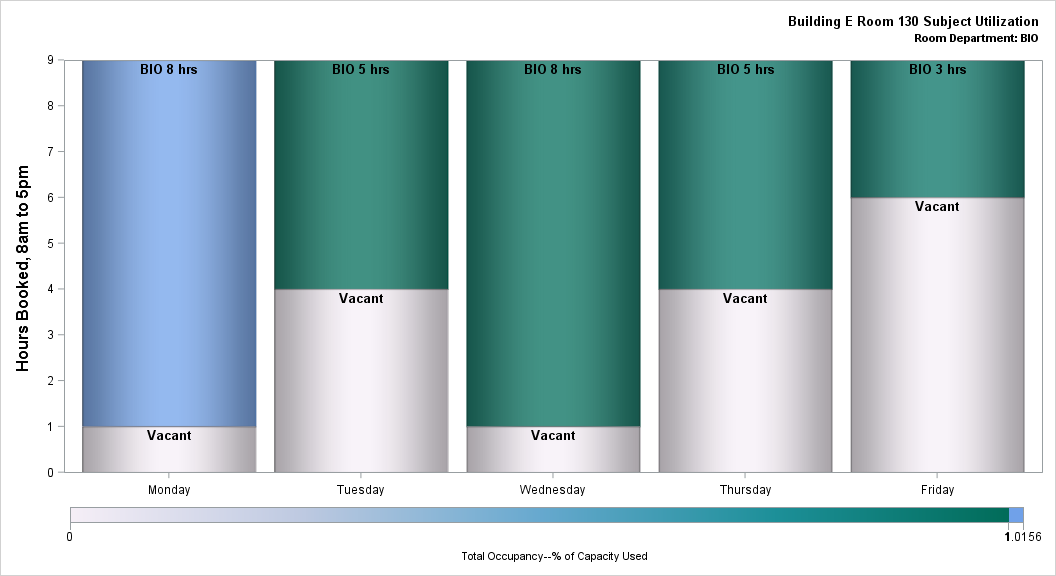 Building E Room 130 Subject Utilization
Room Department: BIO
Hours Booked, 8am to 5pm
9
8
7
6
5
4
3
2
1
0
BIO 8 hrs
BIO 5 hrs
BIO 8 hrs
BIO 5 hrs
BIO 3 hrs
Vacant
Vacant
Vacant
Vacant
Vacant
Monday
Tuesday
Wednesday
Thursday
Friday
0
1.0156
Total Occupancy--% of Capacity Used